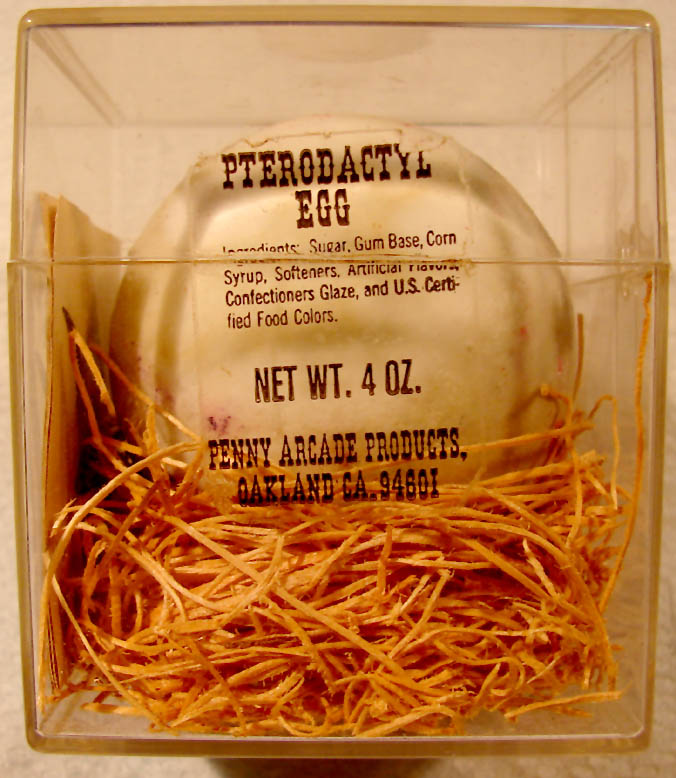 PTERODACTYL
EGG
Ingredients: Sugar, Gum Base, Corn
Syrup, Softeners, Artificial Flavors,
Confectioners Glaze, and U.S. Certi-
fied Food Colors.
NET WT. 4 OZ.
PENNY ARCADE PRODUCTS,
OAKLAND CA. 94601